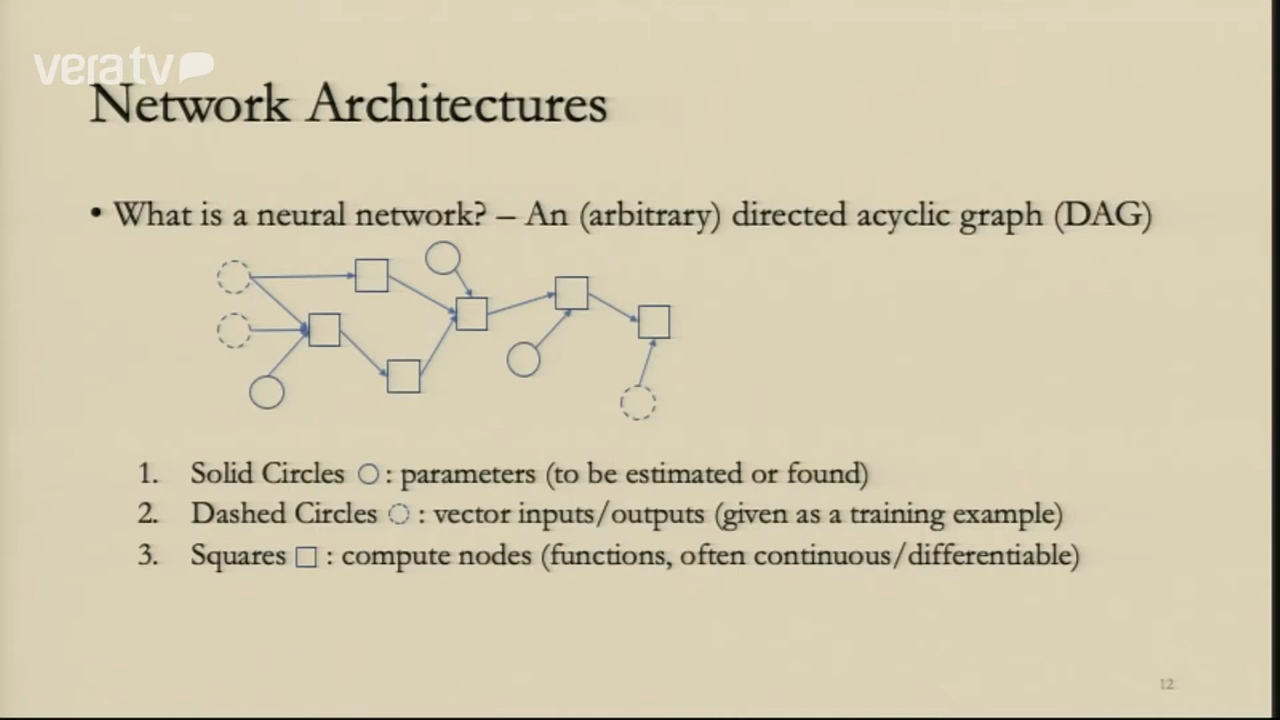 vera tv
Network Architectures
• What is a neural network? – An (arbitrary) directed acyclic graph (DAG)
1. Solid Circles : parameters (to be estimated or found)
2. Dashed Circles : vector inputs/outputs (given as a training example)
3. Squares : compute nodes (functions, often continuous/differentiable)
12